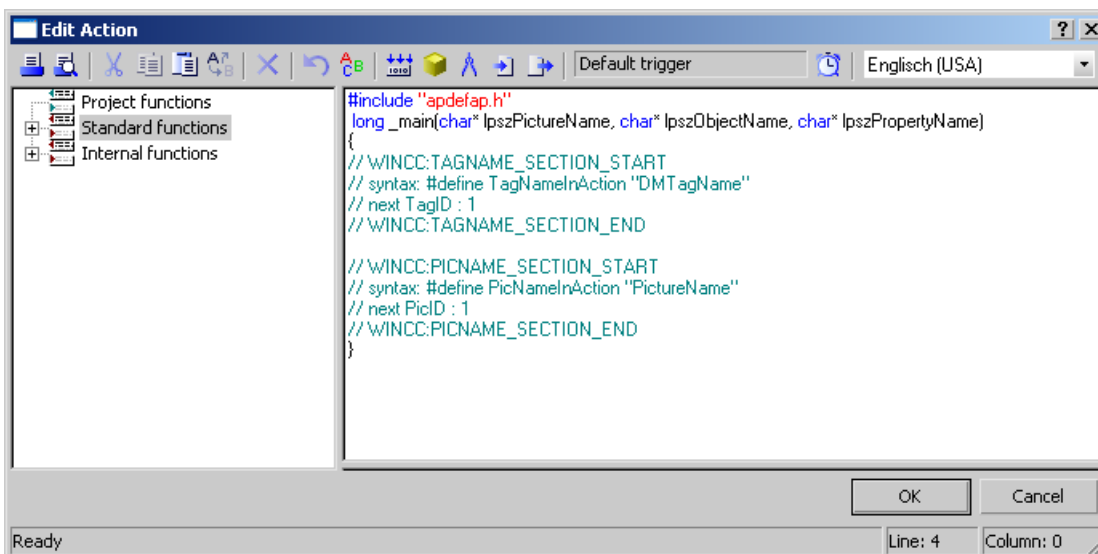 Edit Action
Default trigger
Englisch (USA)
Project functions
Standard functions
Internal functions
#include "apdefap.h"
long _main(char* lpszPictureName, char* lpszObjectName, char* lpszPropertyName)
{
// WINCC:TAGNAME_SECTION_START
// syntax: #define TagNameInAction "DMTagName"
// next TagID : 1
// WINCC:TAGNAME_SECTION_END
// WINCC:PICNAME_SECTION_START
// syntax: #define PicNameInAction "PictureName"
// next PicID : 1
// WINCC:PICNAME_SECTION_END
}
OK
Cancel
Ready
Line: 4
Column: 0